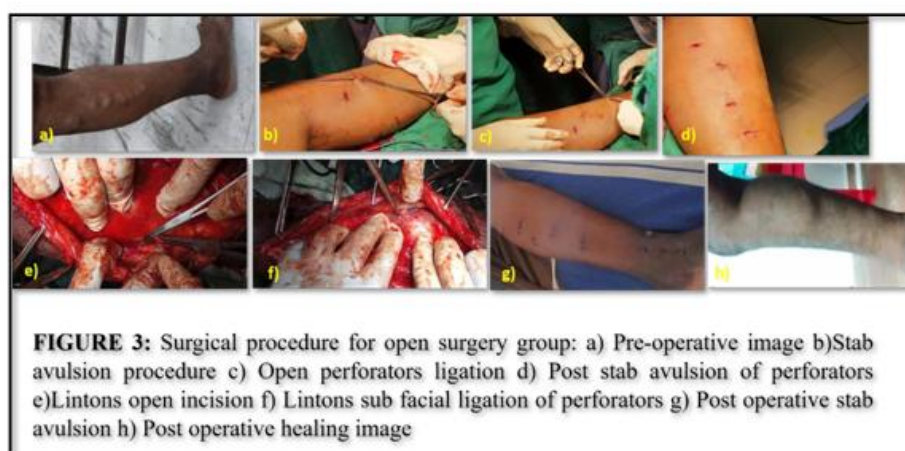 a)
b)
c)
d)
e)
f)
g)
h)
FIGURE 3: Surgical procedure for open surgery group: a) Pre-operative image b)Stab
avulsion procedure c) Open perforators ligation d) Post stab avulsion of perforators
e)Lintons open incision f) Lintons sub facial ligation of perforators g) Post operative stab
avulsion h) Post operative healing image